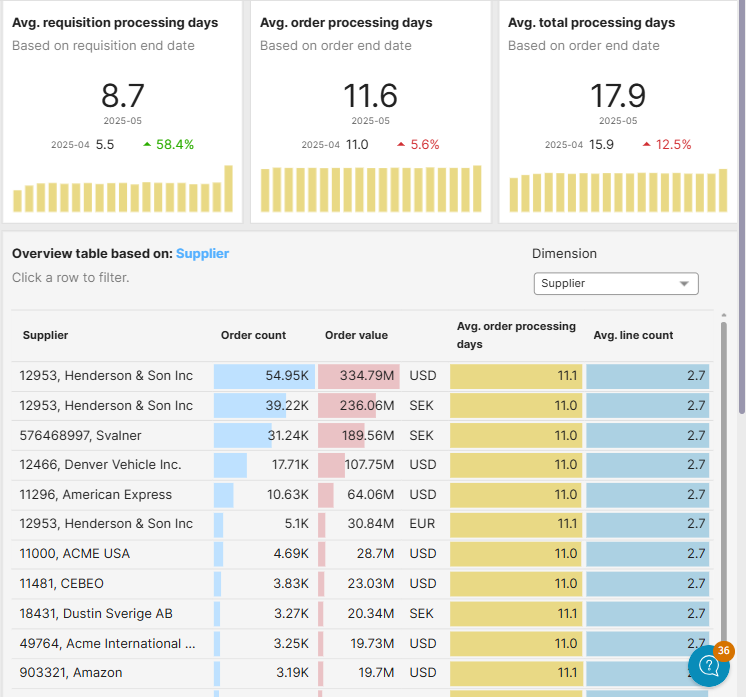 Avg. requisition processing days
Based on requisition end date
8.7
2025-05
2025-04 5.5 58.4%
Avg. order processing days
Based on order end date
11.6
2025-05
2025-04 11.0 5.6%
Avg. total processing days
Based on order end date
17.9
2025-05
2025-04 15.9 12.5%
Overview table based on: Supplier
Click a row to filter.
Dimension
Supplier
Supplier Order count Order value Avg. order processing days Avg. line count
12953, Henderson & Son Inc 54.95K 334.79M USD 11.1 2.7
12953, Henderson & Son Inc 39.22K 236.06M SEK 11.0 2.7
576468997, Svalner 31.24K 189.56M SEK 11.0 2.7
12466, Denver Vehicle Inc. 17.71K 107.75M USD 11.0 2.7
11296, American Express 10.63K 64.06M USD 11.0 2.7
12953, Henderson & Son Inc 5.1K 30.84M EUR 11.1 2.7
11000, ACME USA 4.69K 28.7M USD 11.0 2.7
11481, CEBEO 3.83K 23.03M USD 11.0 2.7
18431, Dustin Sverige AB 3.27K 20.34M SEK 11.1 2.7
49764, Acme International ... 3.25K 19.73M USD 11.0 2.7
903321, Amazon 3.19K 19.7M USD 11.1
36